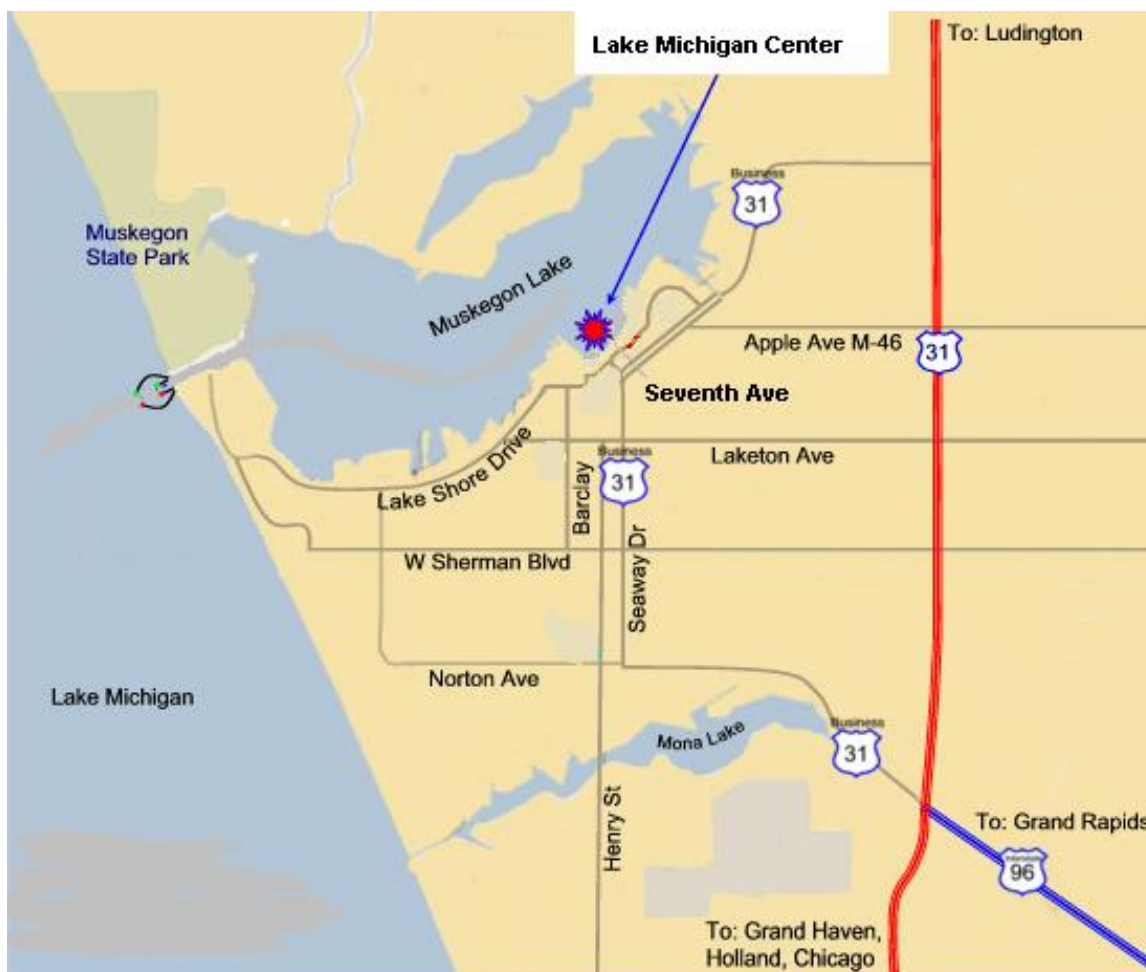 To: Ludington
Lake Michigan Center
Business
31
Muskegon
State Park
Muskegon Lake
Apple Ave M-46
31
Seventh Ave
Lake Shore Drive
Barclay
Business
31
Laketon Ave
W Sherman Blvd
Seaway Dr
Norton Ave
Lake Michigan
Mona Lake
Business
31
Henry St
To: Grand Rapids
Interstate
96
To: Grand Haven,
Holland, Chicago